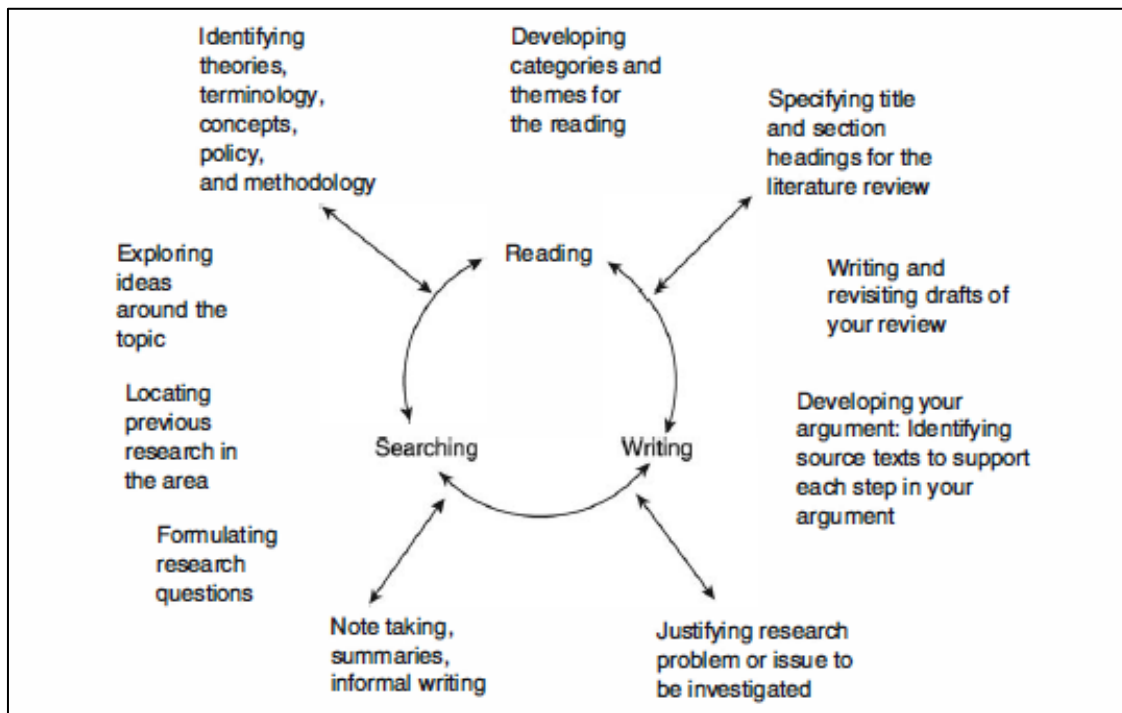 Identifying
theories,
terminology,
concepts,
policy,
and methodology
Developing
categories and
themes for
the reading
Specifying title
and section
headings for the
literature review
Exploring
ideas
around the
topic
Reading
Writing and
revisiting drafts of
your review
Locating
previous
research in
the area
Searching
Writing
Developing your
argument: Identifying
source texts to support
each step in your
argument
Formulating
research
questions
Note taking,
summaries,
informal writing
Justifying research
problem or issue to
be investigated